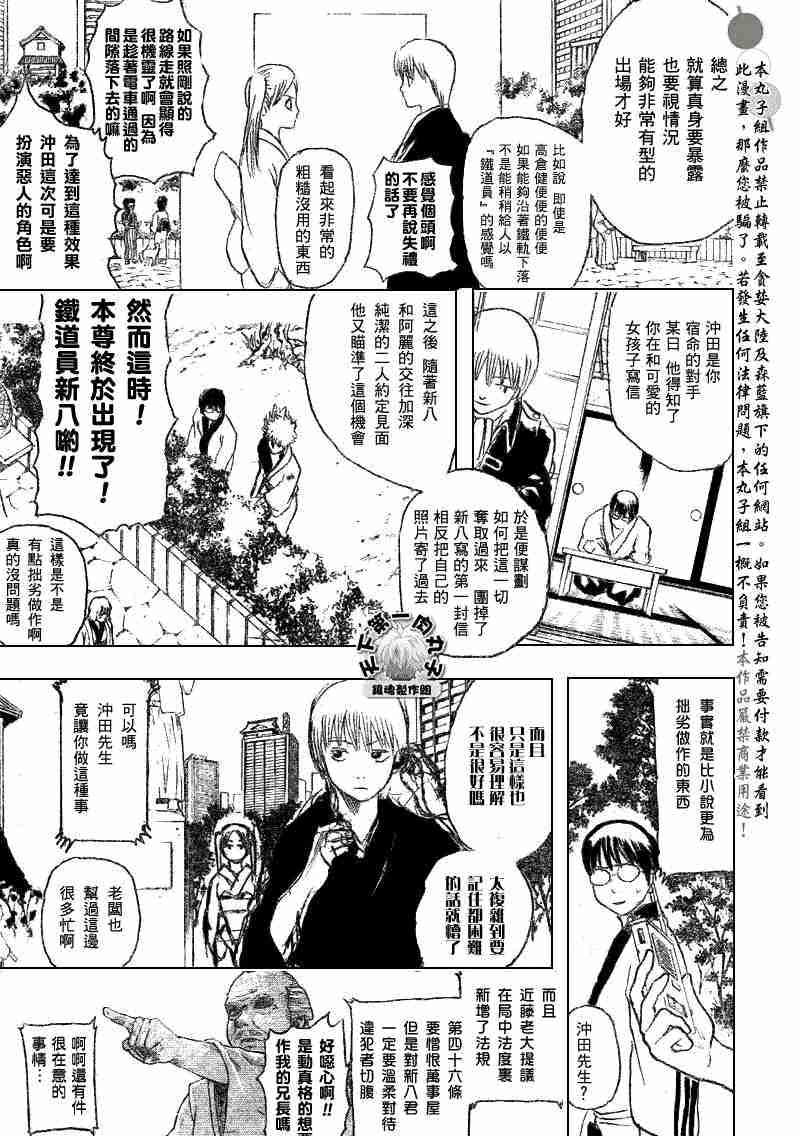 總之
就算真身要暴露
也要視情況
能夠非常有型的
出場才好
比如說 即使是
高倉健便便的便便
如果能夠沿著鐵軌下落
不是能稍稍給人以
『鐵道員』的感覺嗎
感覺個頭啊
不要再說失禮
的話了
看起來非常的
粗糙沒用的東西
如果照剛說的
路線走就會顯得
很機靈了啊 因為
是趁著電車通過的
間隙落下去的嘛
為了達到這種效果
沖田這次可是要
扮演惡人的角色啊
沖田是你
宿命的對手
某日 他得知了
你在和可愛的
女孩子寫信
於是便謀劃
如何把這一切
奪取過來 團掉了
新八寫的第一封信
相反把自己的
照片寄了過去
這之後 隨著新八
和阿麗的交往加深
純潔的二人約定見面
他又瞄準了這個機會
然而這時！
本尊終於出現了！
鐵道員新八喲!!
這樣是不是
有點拙劣做作啊
真的沒問題嗎
事實就是比小說更為
拙劣做作的東西
沖田先生？
而且
只是這樣也
很容易理解
不是很好嗎
太複雜到要
記住都困難
的話就糟了
可以嗎
沖田先生
竟讓你做這種事
老闆也
幫過這邊
很多忙啊
而且
近藤老大提議
在局中法度裏
新增了法規
第四十六條
要憎恨萬事屋
但是對新八君
一定要溫柔對待
違犯者切腹
好噁心啊!!
是動真格的想要
作我的兄長嗎
啊啊還有件
很在意的
事情…
天下第一肉丸子
銀魂製作組
本丸子組作品禁止轉載至貪婪大陸及森藍旗下的任何網站。如果您被告知需要付款才能看到
此漫畫，那麼您被騙了。若發生任何法律問題，本丸子組一概不負責！本作品嚴禁商業用途！